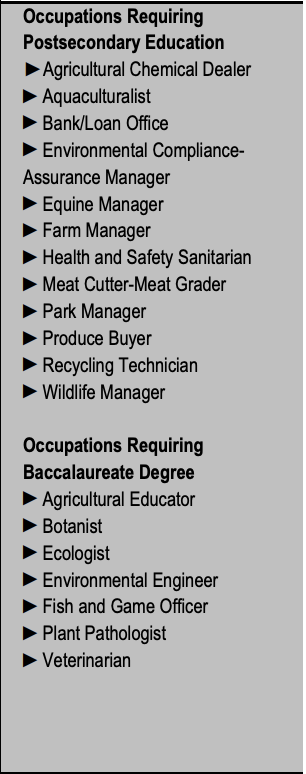 Occupations Requiring
Postsecondary Education
►Agricultural Chemical Dealer
► Aquaculturalist
► Bank/Loan Office
► Environmental Compliance-
Assurance Manager
► Equine Manager
► Farm Manager
► Health and Safety Sanitarian
► Meat Cutter-Meat Grader
► Park Manager
► Produce Buyer
► Recycling Technician
► Wildlife Manager
Occupations Requiring
Baccalaureate Degree
► Agricultural Educator
► Botanist
► Ecologist
► Environmental Engineer
► Fish and Game Officer
► Plant Pathologist
► Veterinarian